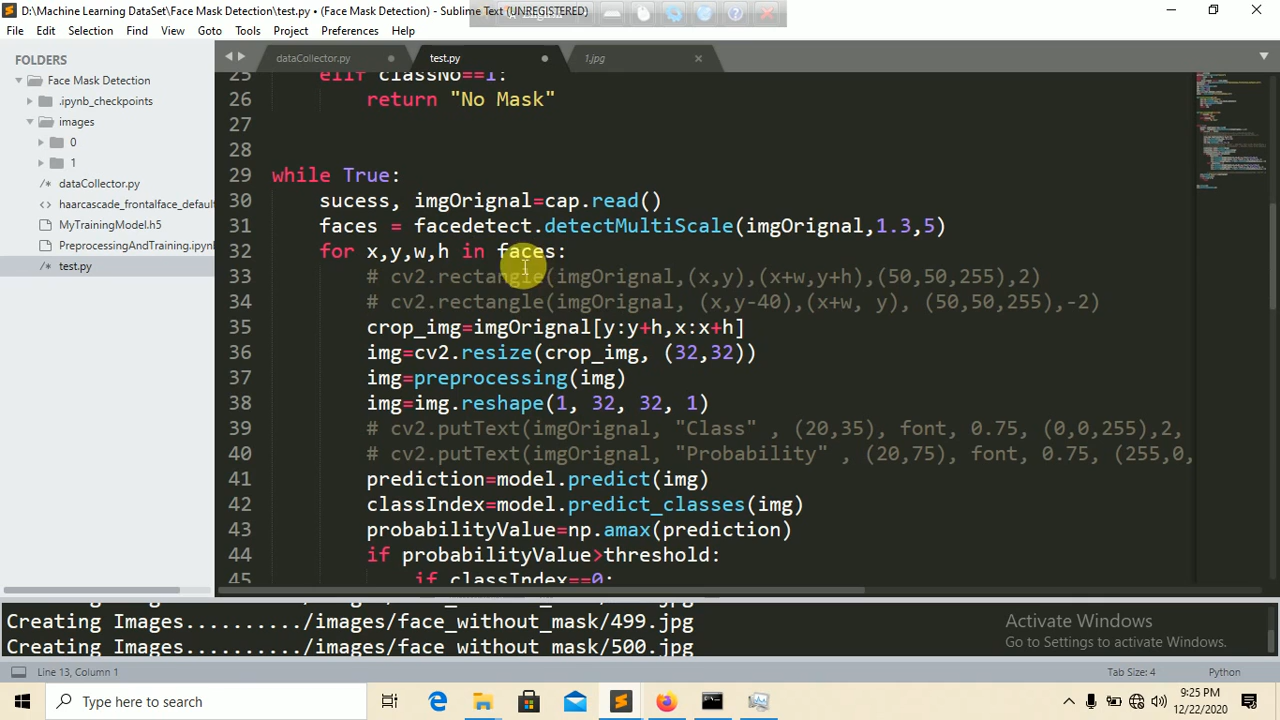 D:\Machine Learning DataSet\Face Mask Detection\test.py • (Face Mask Detection) - Sublime Text (UNREGISTERED)
File Edit Selection Find View Goto Tools Project Preferences Help
FOLDERS
Face Mask Detection
.ipynb_checkpoints
images
0
1
dataCollector.py
haarcascade_frontalface_default
MyTrainingModel.h5
PreprocessingAndTraining.ipynb
test.py
dataCollector.py
test.py
1.jpg
25 elif classNo==1:
26 return "No Mask"
27
28
29 while True:
30 sucess, imgOrignal=cap.read()
31 faces = facedetect.detectMultiScale(imgOrignal,1.3,5)
32 for x,y,w,h in faces:
33 # cv2.rectangle(imgOrignal,(x,y),(x+w,y+h),(50,50,255),2)
34 # cv2.rectangle(imgOrignal, (x,y-40),(x+w, y), (50,50,255),-2)
35 crop_img=imgOrignal[y:y+h,x:x+h]
36 img=cv2.resize(crop_img, (32,32))
37 img=preprocessing(img)
38 img=img.reshape(1, 32, 32, 1)
39 # cv2.putText(imgOrignal, "Class" , (20,35), font, 0.75, (0,0,255),2,
40 # cv2.putText(imgOrignal, "Probability" , (20,75), font, 0.75, (255,0,
41 prediction=model.predict(img)
42 classIndex=model.predict_classes(img)
43 probabilityValue=np.amax(prediction)
44 if probabilityValue>threshold:
45 if classIndex==0:
Creating Images........../images/face_without_mask/499.jpg
Creating Images........../images/face_without_mask/500.jpg
Activate Windows
Go to Settings to activate Windows.
Line 13, Column 1
Tab Size: 4
Python
Type here to search
9:25 PM
12/22/2020